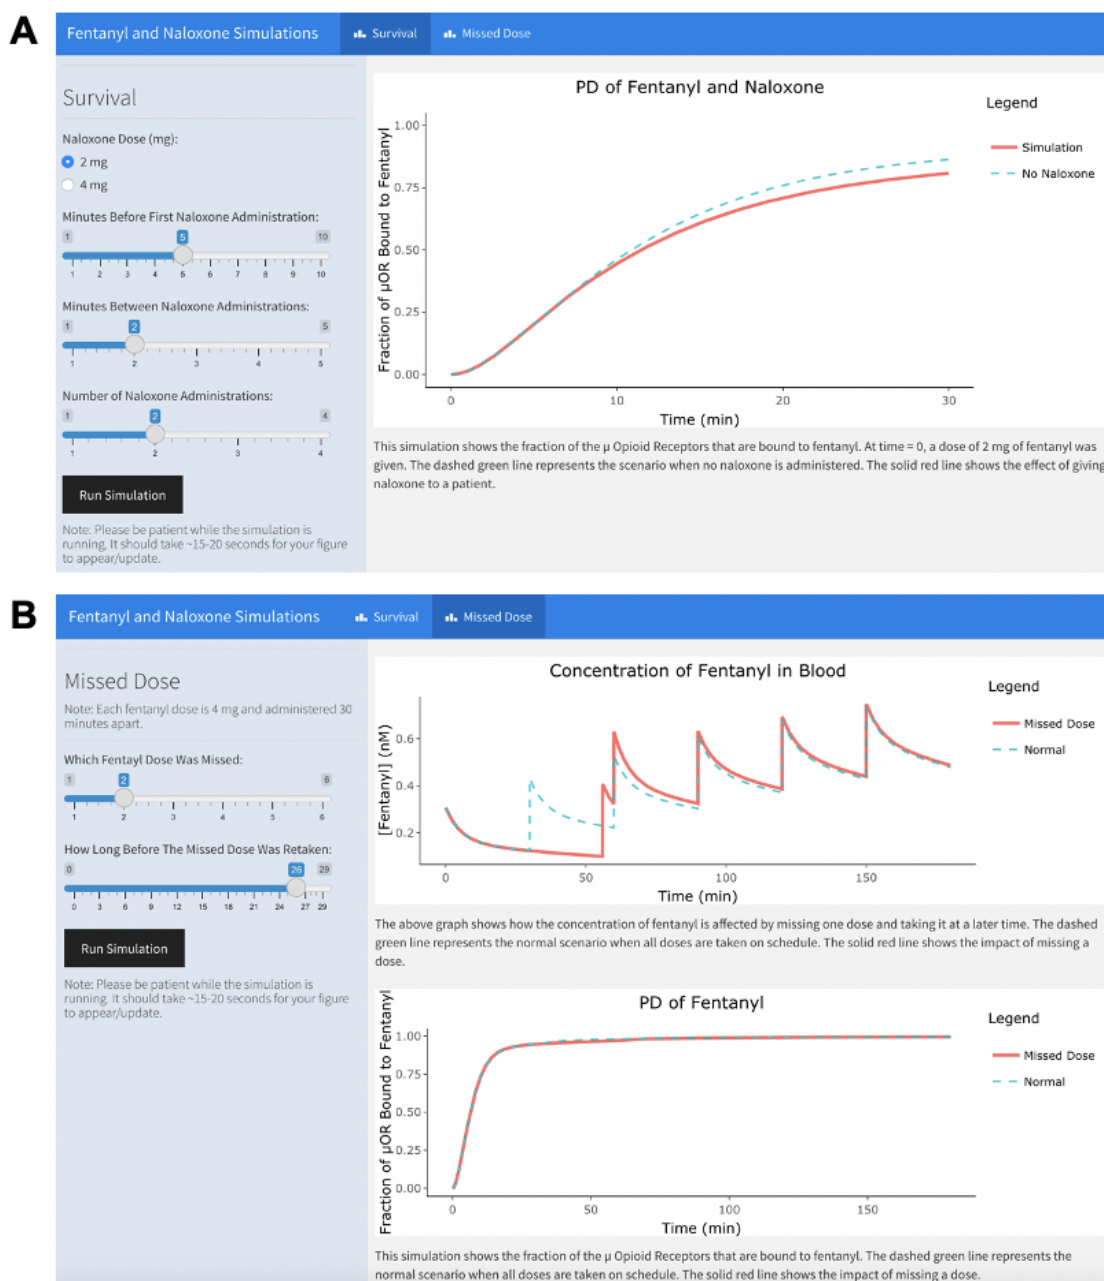 A
Fentanyl and Naloxone Simulations Survival Missed Dose
Survival
Naloxone Dose (mg):
2 mg
4 mg
Minutes Before First Naloxone Administration:
1 5 10
1 2 3 4 5 6 7 8 9 10
Minutes Between Naloxone Administrations:
1 2 5
1 2 3 4 5
Number of Naloxone Administrations:
1 2 4
1 2 3 4
Run Simulation
Note: Please be patient while the simulation is
running. It should take ~15-20 seconds for your figure
to appear/update.
PD of Fentanyl and Naloxone
Fraction of μOR Bound to Fentanyl
1.00
0.75
0.50
0.25
0.00
0 10 20 30
Time (min)
Legend
Simulation
No Naloxone
This simulation shows the fraction of the μ Opioid Receptors that are bound to fentanyl. At time = 0, a dose of 2 mg of fentanyl was
given. The dashed green line represents the scenario when no naloxone is administered. The solid red line shows the effect of giving
naloxone to a patient.
B
Fentanyl and Naloxone Simulations Survival Missed Dose
Missed Dose
Note: Each fentanyl dose is 4 mg and administered 30
minutes apart.
Which Fentayl Dose Was Missed:
1 2 6
1 2 3 4 5 6
How Long Before The Missed Dose Was Retaken:
0 26 29
0 3 6 9 12 15 18 21 24 27 29
Run Simulation
Note: Please be patient while the simulation is
running. It should take ~15-20 seconds for your figure
to appear/update.
Concentration of Fentanyl in Blood
[Fentanyl] (nM)
0.6
0.4
0.2
0 50 100 150
Time (min)
Legend
Missed Dose
Normal
The above graph shows how the concentration of fentanyl is affected by missing one dose and taking it at a later time. The dashed
green line represents the normal scenario when all doses are taken on schedule. The solid red line shows the impact of missing a
dose.
PD of Fentanyl
Fraction of μOR Bound to Fentanyl
1.00
0.75
0.50
0.25
0.00
0 50 100 150
Time (min)
Legend
Missed Dose
Normal
This simulation shows the fraction of the μ Opioid Receptors that are bound to fentanyl. The dashed green line represents the
normal scenario when all doses are taken on schedule. The solid red line shows the impact of missing a dose.